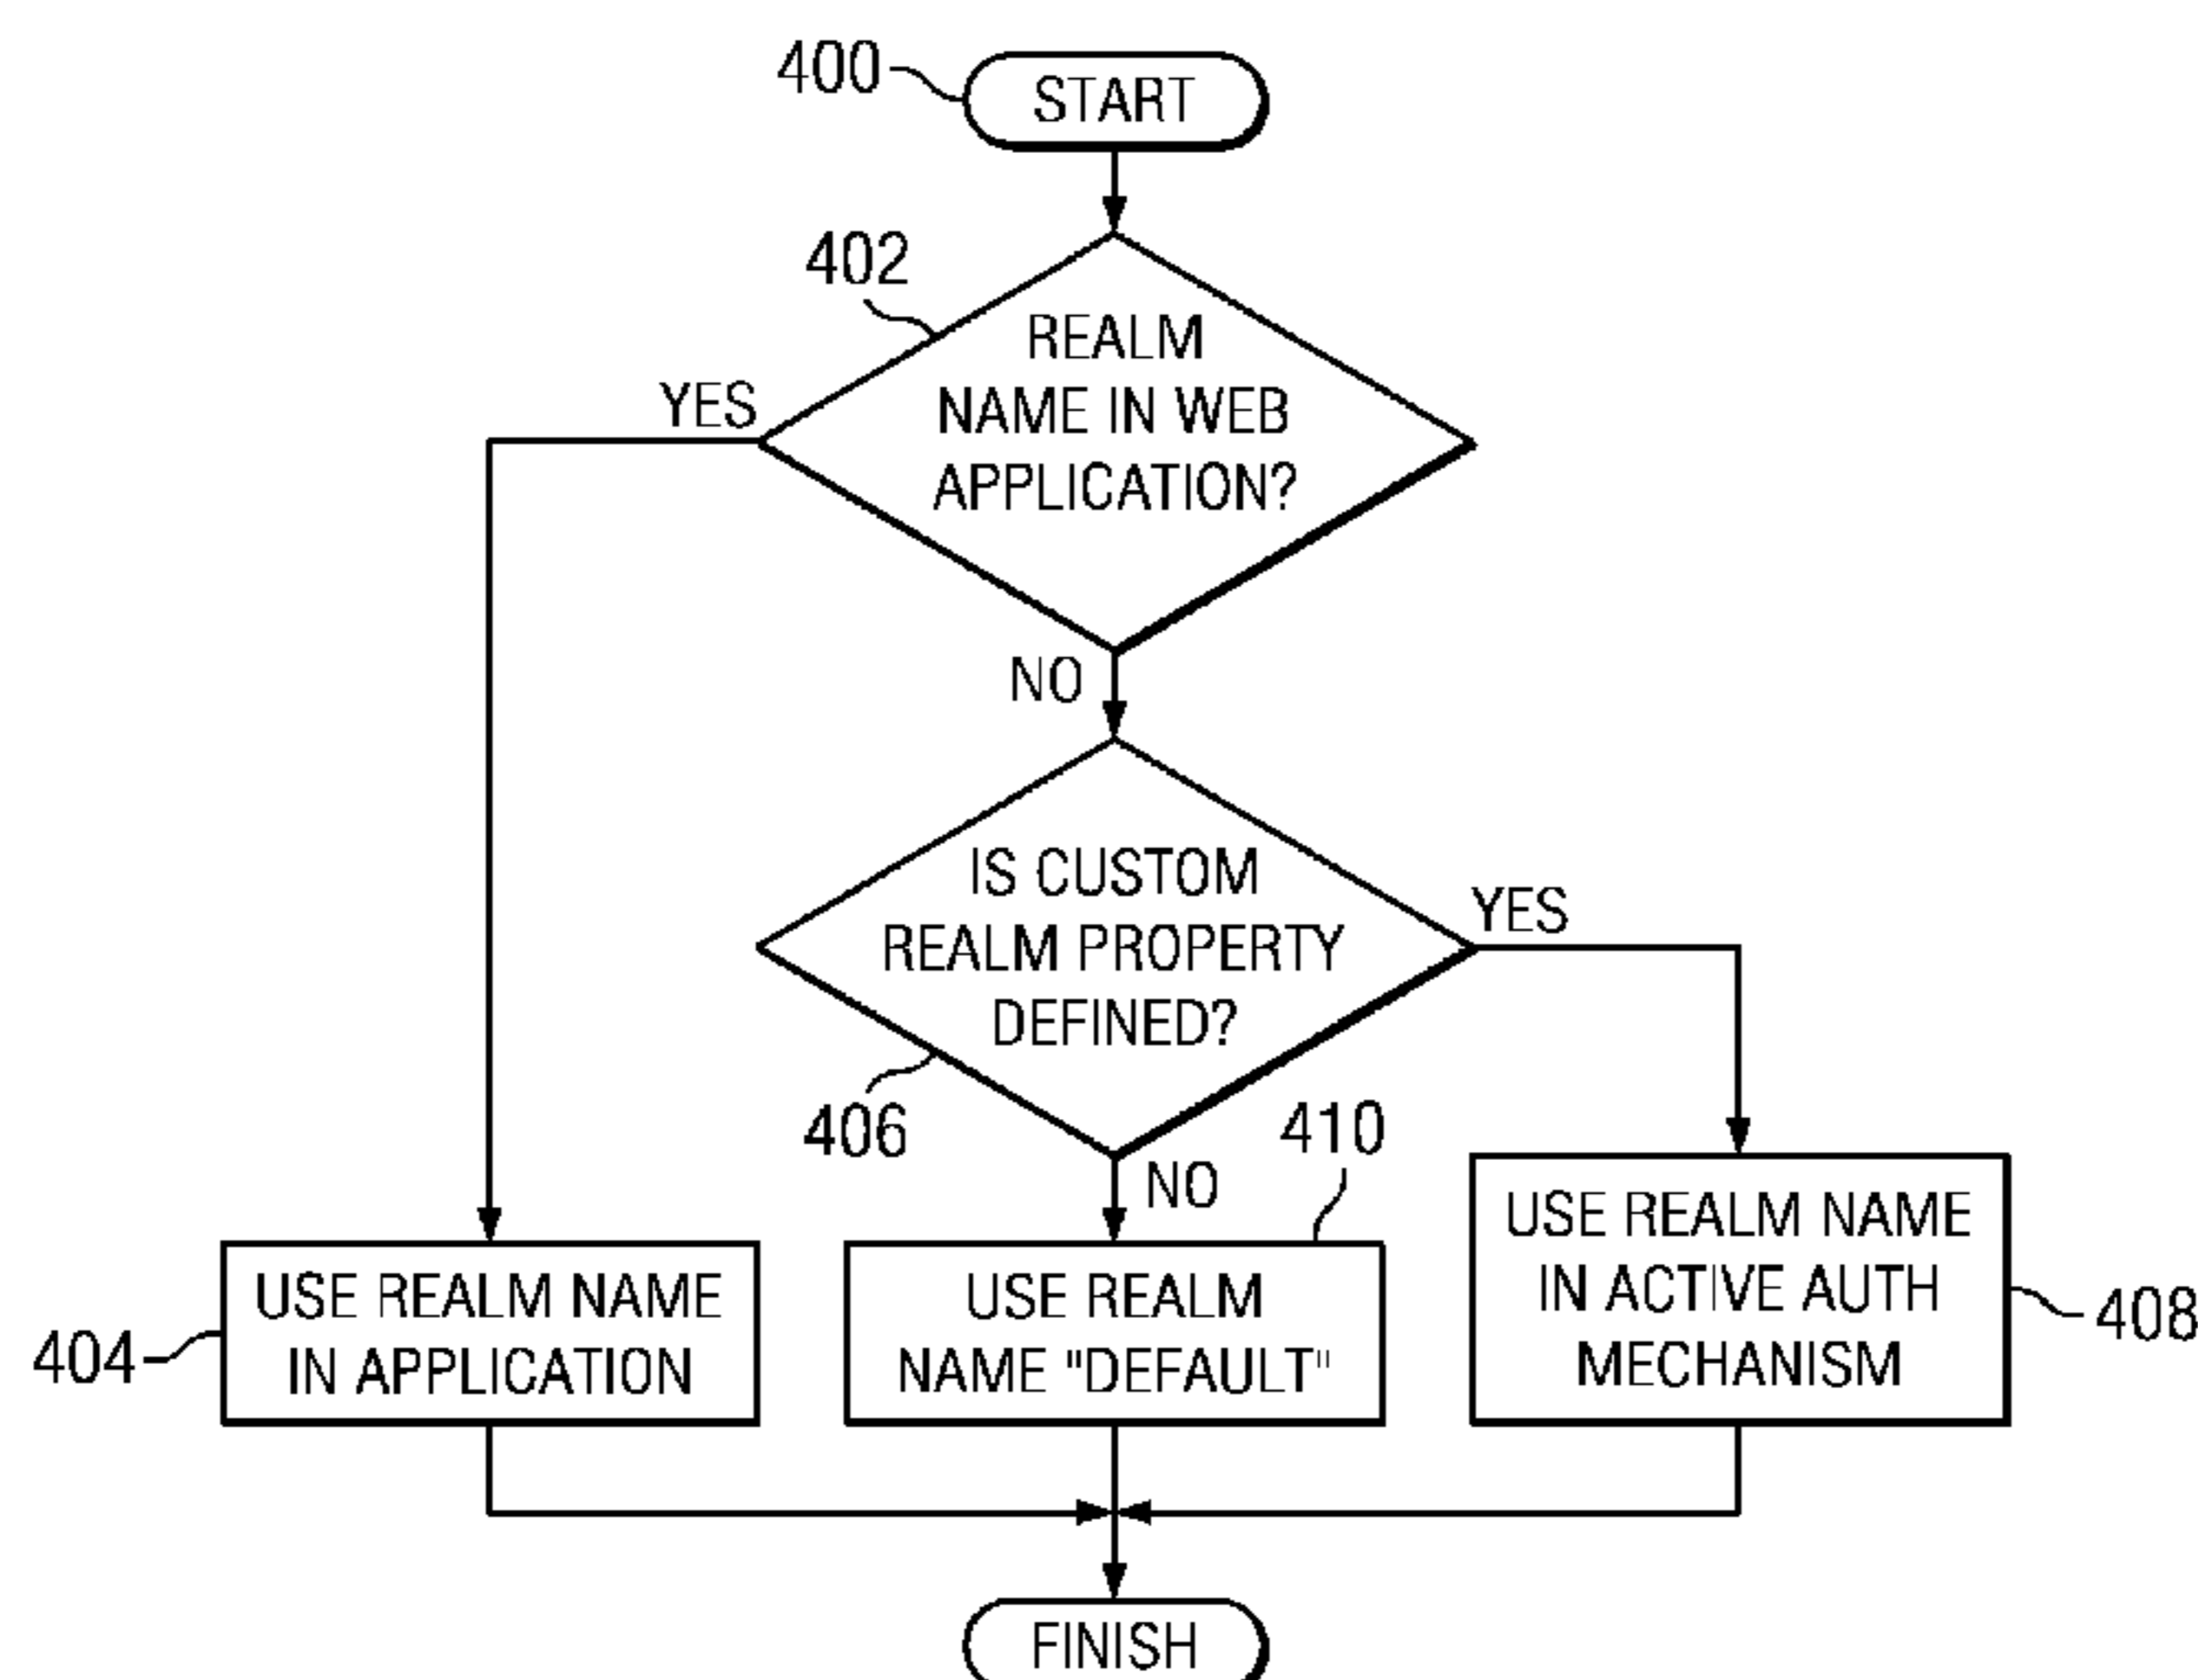 400
START
402
REALM
NAME IN WEB
APPLICATION?
YES
NO
IS CUSTOM
REALM PROPERTY
DEFINED?
YES
406
410
NO
USE REALM NAME
IN APPLICATION
404
USE REALM
NAME "DEFAULT"
USE REALM NAME
IN ACTIVE AUTH
MECHANISM
408
FINISH